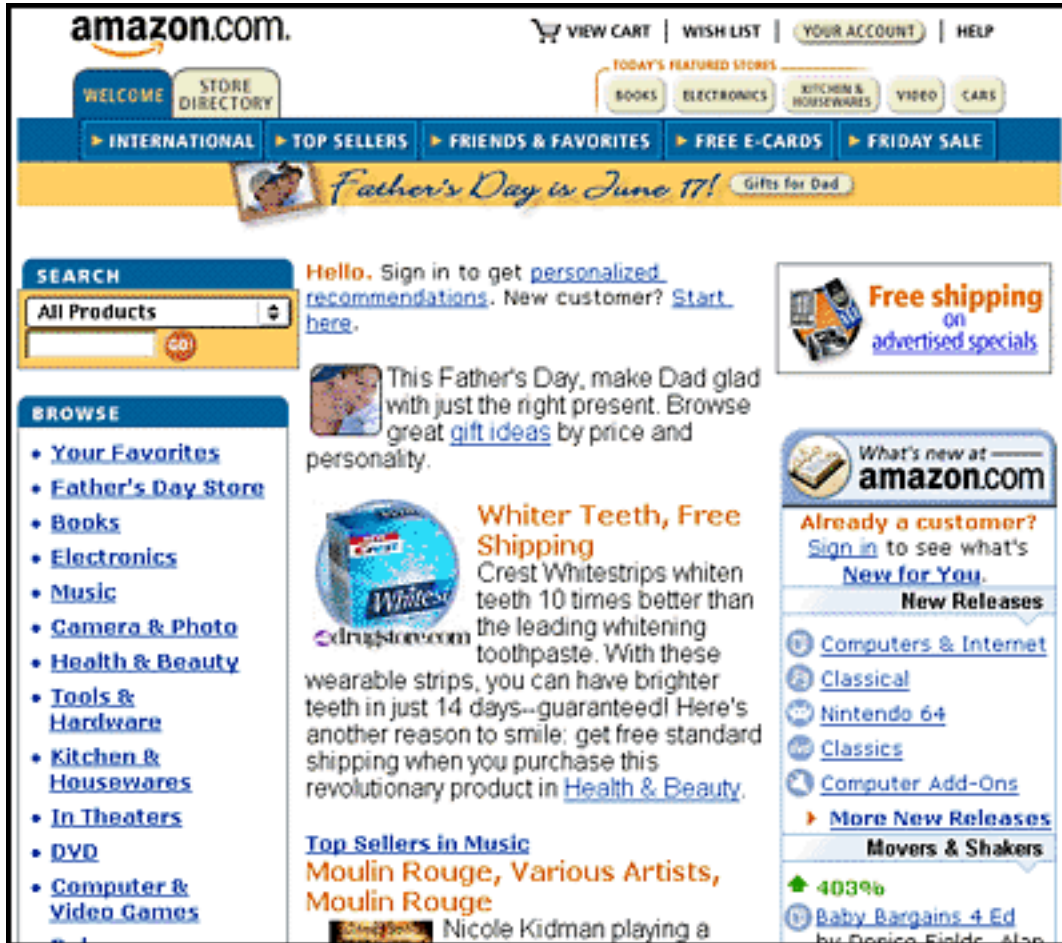 amazon.com.
VIEW CART | WISH LIST | YOUR ACCOUNT | HELP
WELCOME
STORE
DIRECTORY
TODAY'S FEATURED STORES
BOOKS
ELECTRONICS
KITCHEN &
HOUSEWARES
VIDEO
CARS
INTERNATIONAL
TOP SELLERS
FRIENDS & FAVORITES
FREE E-CARDS
FRIDAY SALE
Father's Day is June 17!
Gifts for Dad
SEARCH
All Products
GO!
BROWSE
• Your Favorites
• Father's Day Store
• Books
• Electronics
• Music
• Camera & Photo
• Health & Beauty
• Tools &
Hardware
• Kitchen &
Housewares
• In Theaters
• DVD
• Computer &
Video Games
Hello. Sign in to get personalized
recommendations. New customer? Start
here.
This Father's Day, make Dad glad
with just the right present. Browse
great gift ideas by price and
personality.
Crest
Whitest
drugstore.com
Whiter Teeth, Free
Shipping
Crest Whitestrips whiten
teeth 10 times better than
the leading whitening
toothpaste. With these
wearable strips, you can have brighter
teeth in just 14 days--guaranteed! Here's
another reason to smile: get free standard
shipping when you purchase this
revolutionary product in Health & Beauty.
Top Sellers in Music
Moulin Rouge, Various Artists,
Moulin Rouge
Nicole Kidman playing a
Free shipping
on
advertised specials
What's new at
amazon.com
Already a customer?
Sign in to see what's
New for You.
New Releases
Computers & Internet
Classical
Nintendo 64
Classics
Computer Add-Ons
More New Releases
Movers & Shakers
403%
Baby Bargains 4 Ed
by Denise Fields, Alan